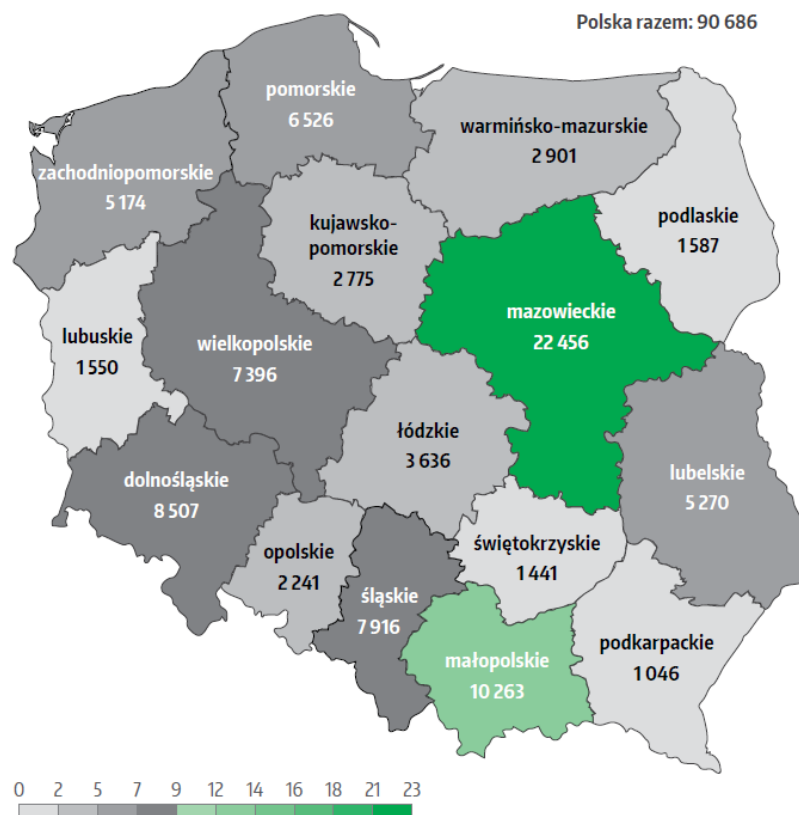 Polska razem: 90 686
pomorskie
6 526
warmińsko-mazurskie
2 901
zachodniopomorskie
5 174
kujawsko-
pomorskie
2 775
podlaskie
1 587
mazowieckie
22 456
lubuskie
1 550
wielkopolskie
7 396
łódzkie
3 636
lubelskie
5 270
dolnośląskie
8 507
opolskie
2 241
śląskie
7 916
świętokrzyskie
1 441
małopolskie
10 263
podkarpackie
1 046
0 2 5 7 9 12 14 16 18 21 23